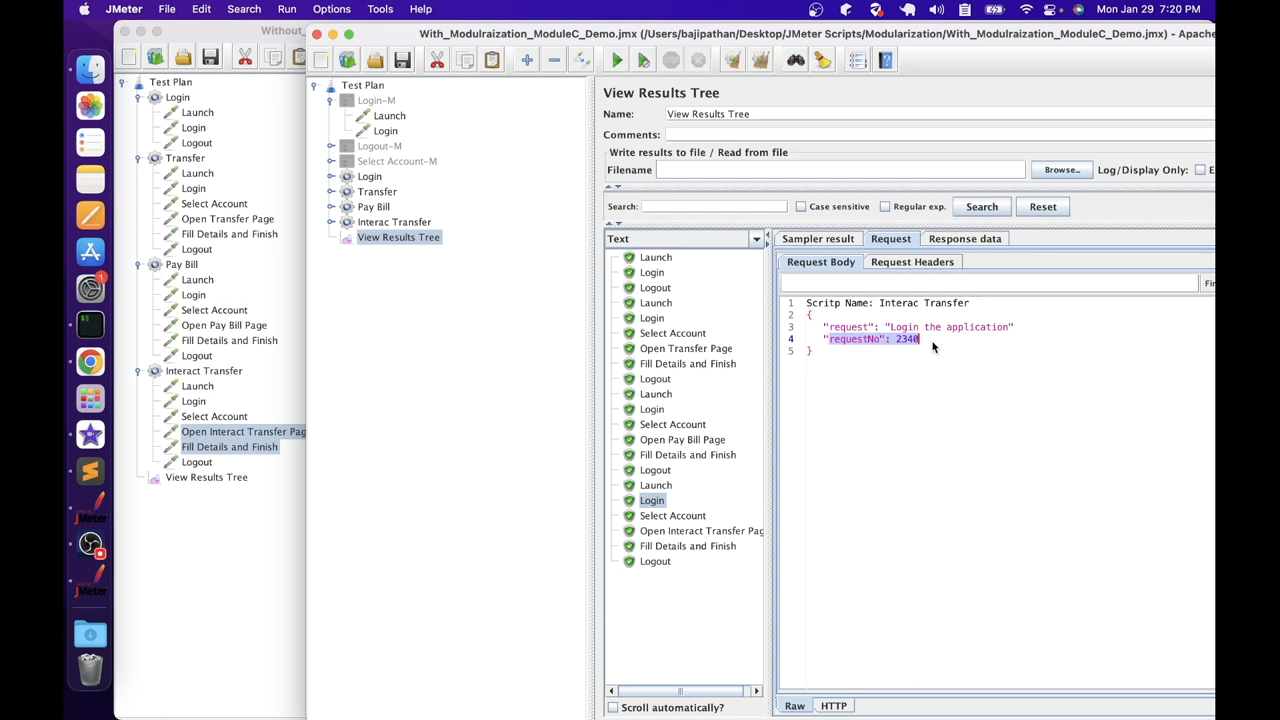 JMeter File Edit Search Run Options Tools Help Mon Jan 29 7:20 PM
Without_
With_Modulraization_ModuleC_Demo.jmx (/Users/bajipathan/Desktop/JMeter Scripts/Modularization/With_Modulraization_ModuleC_Demo.jmx) - Apache
Test Plan
Login
Launch
Login
Logout
Transfer
Launch
Login
Select Account
Open Transfer Page
Fill Details and Finish
Logout
Pay Bill
Launch
Login
Select Account
Open Pay Bill Page
Fill Details and Finish
Logout
Interact Transfer
Launch
Login
Select Account
Open Interact Transfer Pag
Fill Details and Finish
Logout
View Results Tree
Test Plan
Login-M
Launch
Login
Logout-M
Select Account-M
Login
Transfer
Pay Bill
Interac Transfer
View Results Tree
View Results Tree
Name: View Results Tree
Comments:
Write results to file / Read from file
Filename Browse... Log/Display Only: E
Search: Case sensitive Regular exp. Search Reset
Text
Launch
Login
Logout
Launch
Login
Select Account
Open Transfer Page
Fill Details and Finish
Logout
Launch
Login
Select Account
Open Pay Bill Page
Fill Details and Finish
Logout
Launch
Login
Select Account
Open Interact Transfer Pag
Fill Details and Finish
Logout
Scroll automatically?
Sampler result Request Response data
Request Body Request Headers
Fin
1 Scritp Name: Interac Transfer
2 {
3 "request": "Login the application"
4 "requestNo": 2340
5 }
Raw HTTP
1
$
JMeter
JMeter